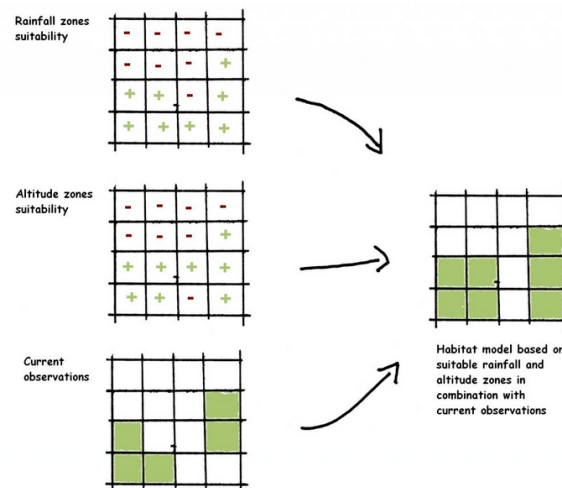 Rainfall zones
suitability
- - - -
- - - +
+ + - +
+ + + +
Altitude zones
suitability
- - - -
- - - +
+ + + +
+ + - +
Current
observations
Habitat model based on
suitable rainfall and
altitude zones in
combination with
current observations